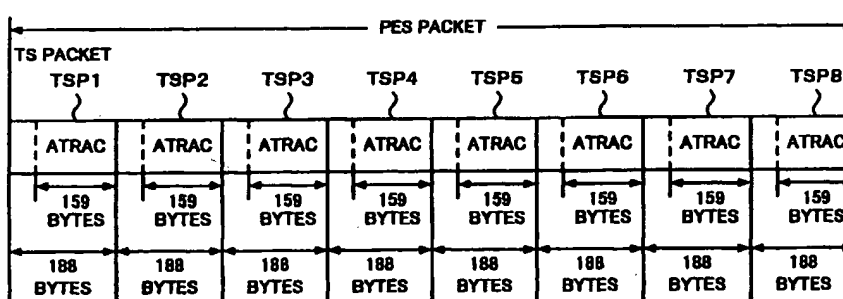 PES PACKET
TS PACKET
TSP1 TSP2 TSP3 TSP4 TSP5 TSP6 TSP7 TSP8
ATRAC ATRAC ATRAC ATRAC ATRAC ATRAC ATRAC ATRAC
159 159 159 159 159 159 159 159
BYTES BYTES BYTES BYTES BYTES BYTES BYTES BYTES
188 188 188 188 188 188 188 188
BYTES BYTES BYTES BYTES BYTES BYTES BYTES BYTES